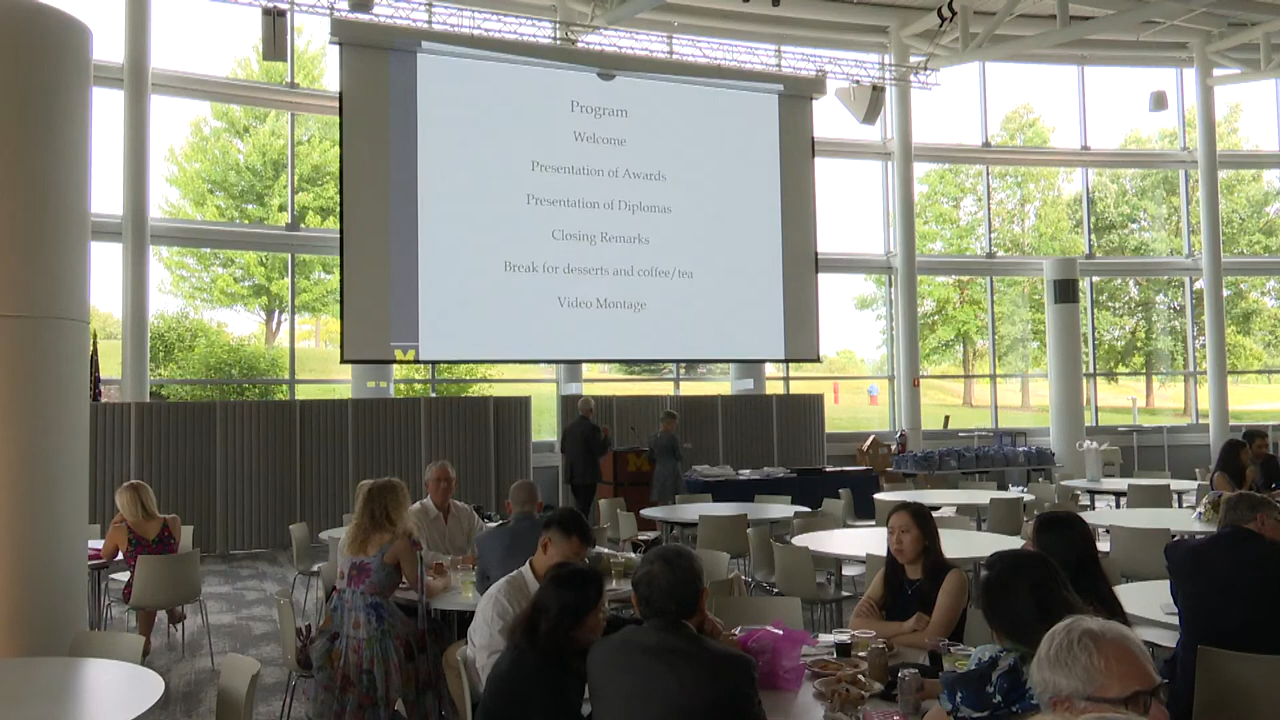 Program
Welcome
Presentation of Awards
Presentation of Diplomas
Closing Remarks
Break for desserts and coffee/tea
Video Montage
M
M